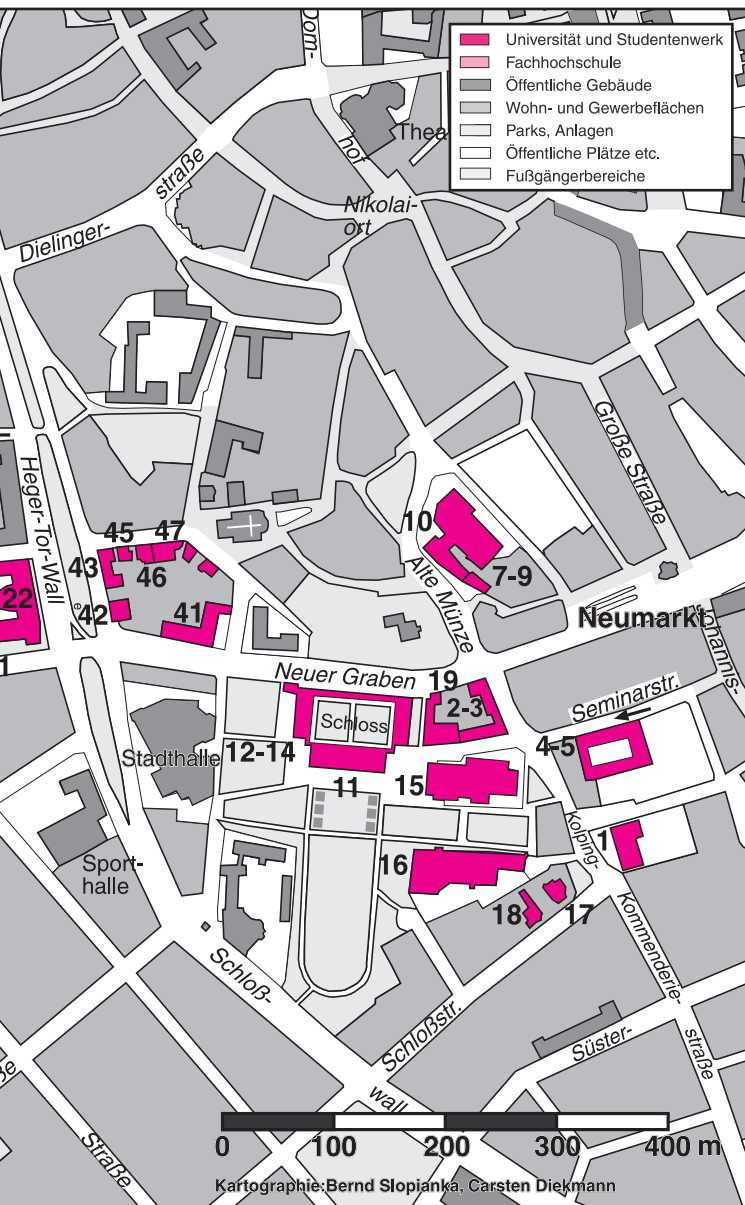 Universität und Studentenwerk
Fachhochschule
Öffentliche Gebäude
Wohn- und Gewerbeflächen
Parks, Anlagen
Öffentliche Plätze etc.
Fußgängerbereiche
Dom-
hof
Thea
straße
Dielinger-
Nikolai-
ort
Große Straße
Heger-Tor-Wall
45
47
43
46
42
41
22
1
e
10
7-9
Alte Münze
Neumarkt
Johannis-
Neuer Graben
19
2-3
Seminarstr.
Schloss
Stadthalle
12-14
4-5
11
15
Kolping-
1
16
Sport-
halle
18
17
Kommenderie-
straße
Schloß-
wall
Schloßstr.
Süster-
Straße
0
100
200
300
400 m
Kartographie:Bernd Slopianka, Carsten Diekmann